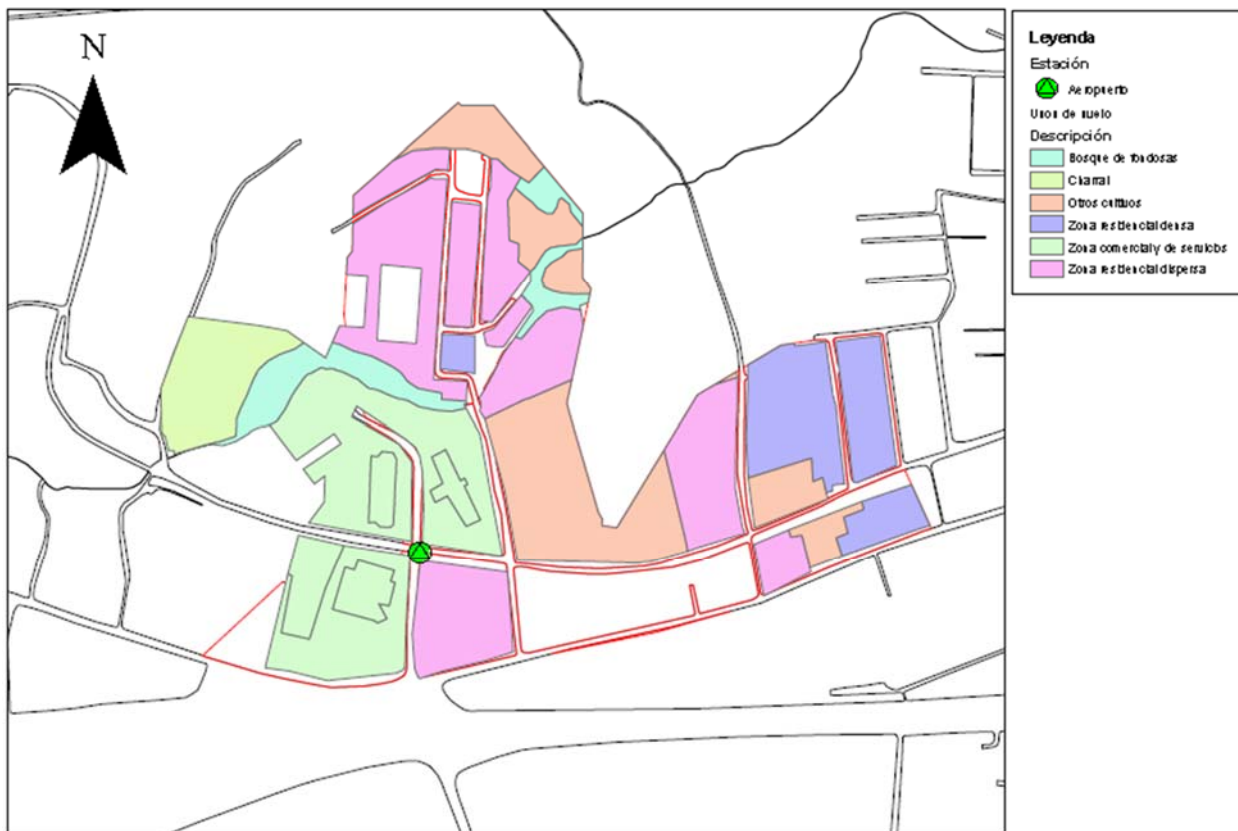 N
Leyenda
Estación
Aeropuerto
Usos de suelo
Descripción
Bosque de frondosas
Charral
Otros cultivos
Zona residencial densa
Zona comercial y de servicios
Zona residencial dispersa